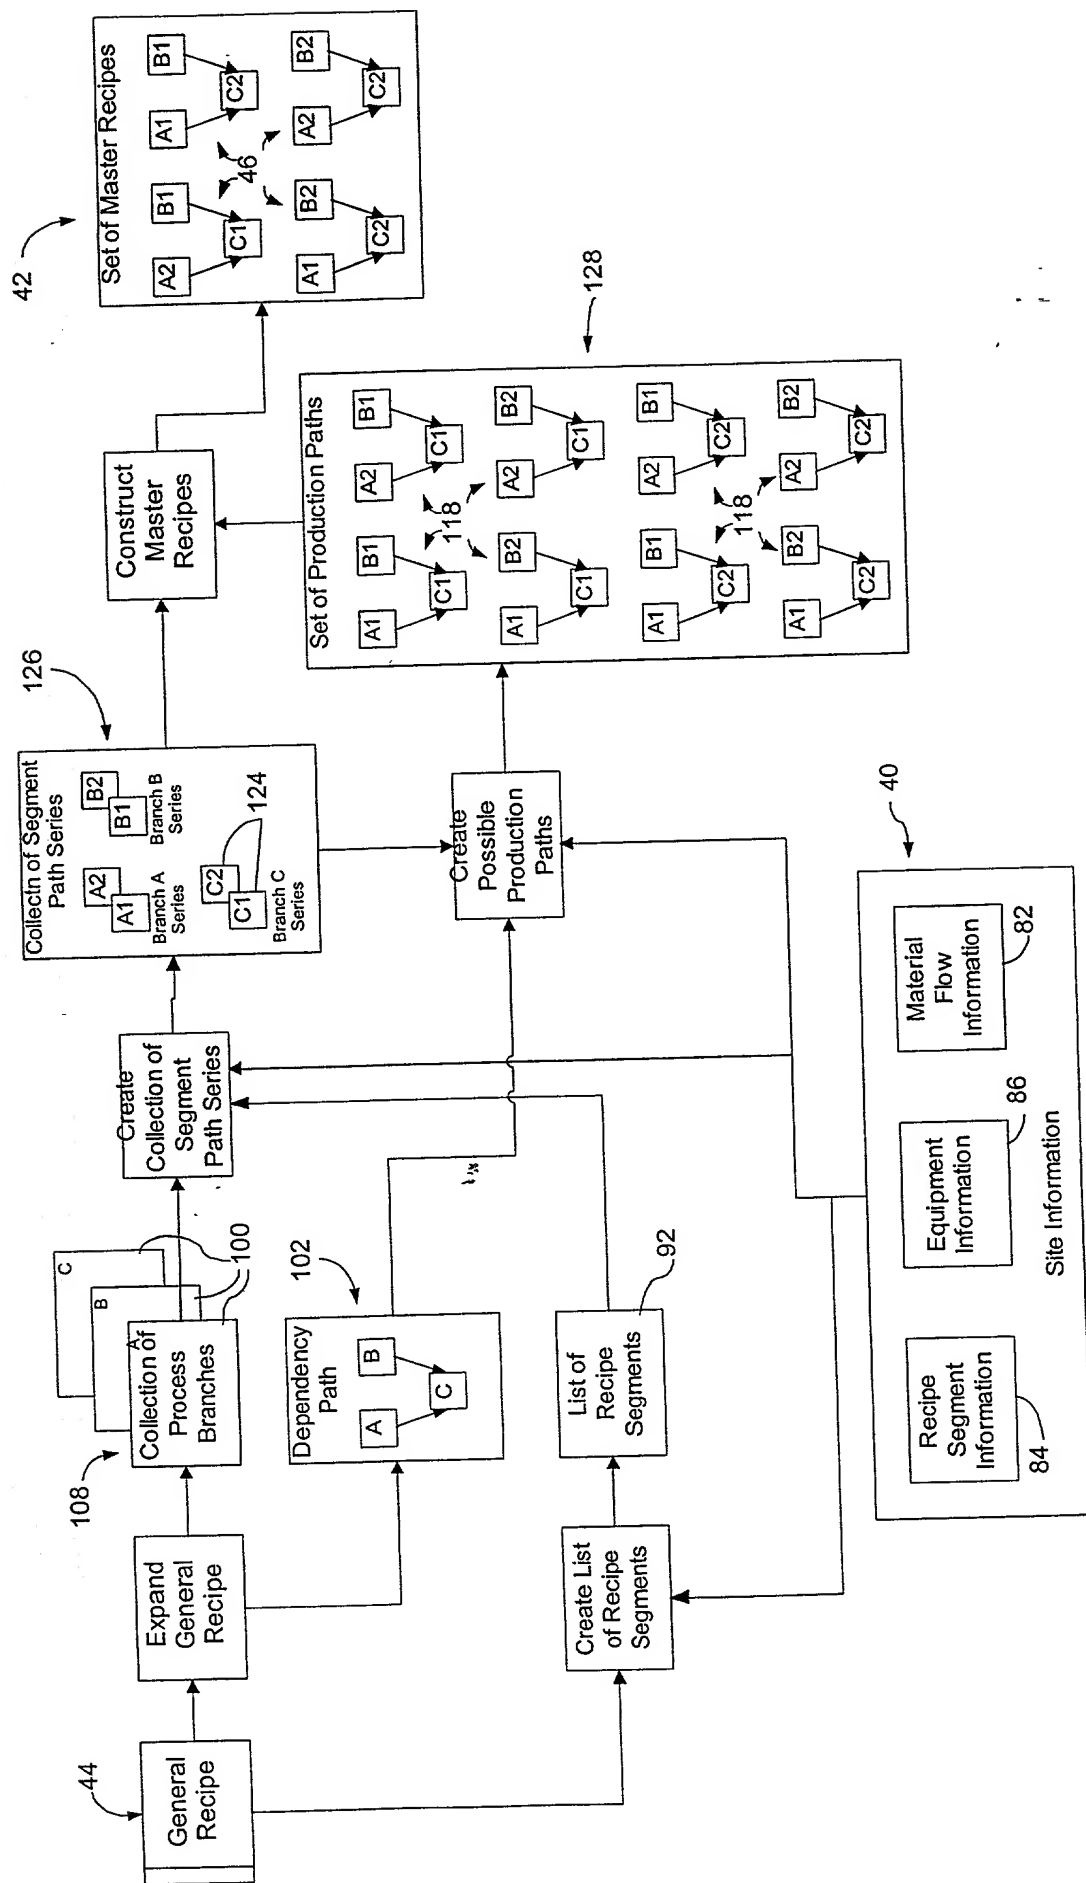 44
General
Recipe
Expand
General
Recipe
108
Collection of
Process
Branches
A
B
C
100
Create
Collection of
Segment
Path Series
126
Collectn of Segment
Path Series
A1
A2
Branch A
Series
B1
B2
Branch B
Series
C1
C2
Branch C
Series
124
Construct
Master
Recipes
42
Set of Master Recipes
A2
B1
C1
A1
B1
C2
46
A1
B2
C2
A2
B2
C2
Dependency
Path
A
B
C
102
Create
Possible
Production
Paths
Set of Production Paths
128
A1
B1
C1
A2
B1
C1
118
A1
B2
C1
A2
B2
C1
A1
B1
C2
A2
B1
C2
118
A1
B2
C2
A2
B2
C2
Create List
of Recipe
Segments
List of
Recipe
Segments
92
40
Recipe
Segment
Information
84
Equipment
Information
86
Material
Flow
Information
82
Site Information